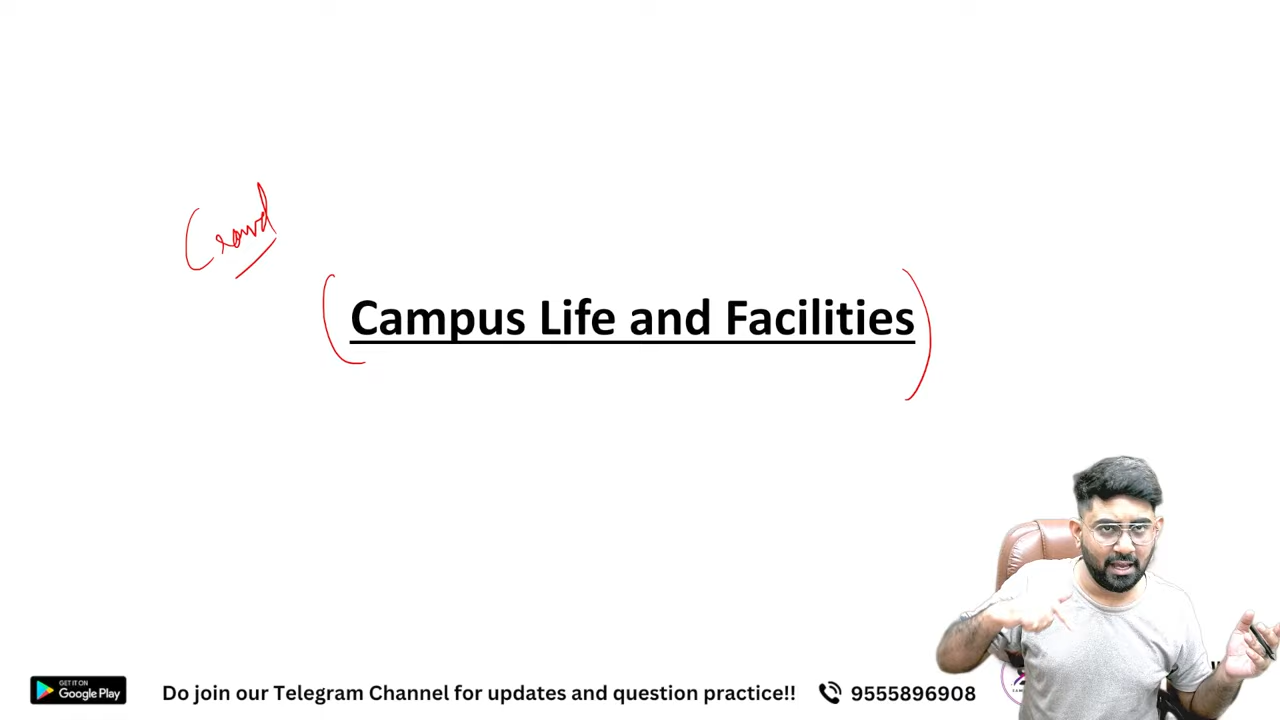 Crowd
Campus Life and Facilities
GET IT ON
Google Play
Do join our Telegram Channel for updates and question practice!! 9555896908